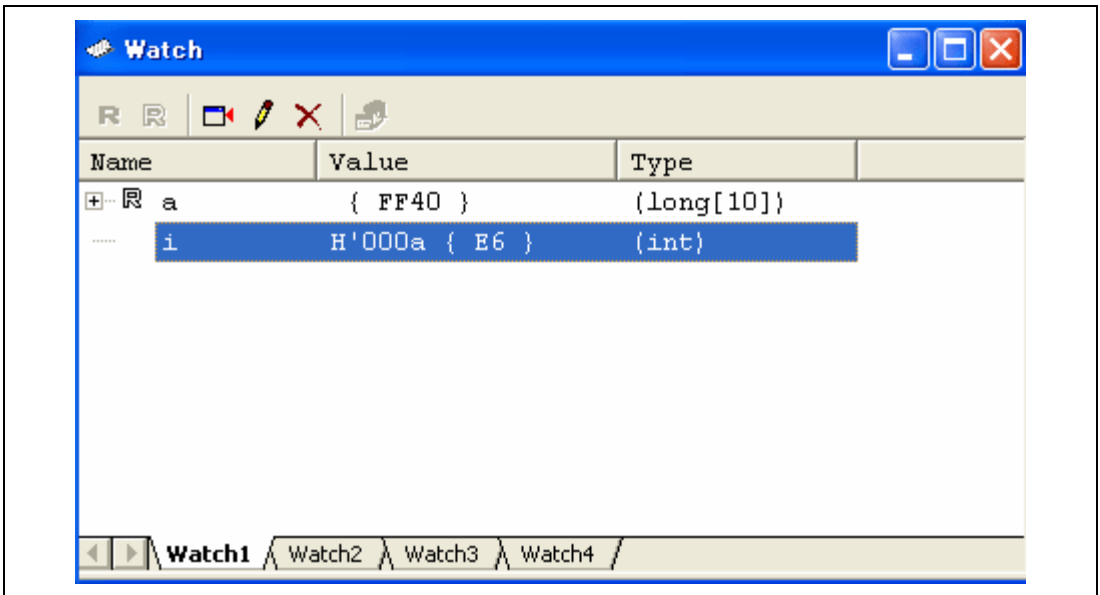 Watch
R R
Name Value Type
R a { FF40 } (long[10])
i H'000a { E6 } (int)
Watch1 Watch2 Watch3 Watch4